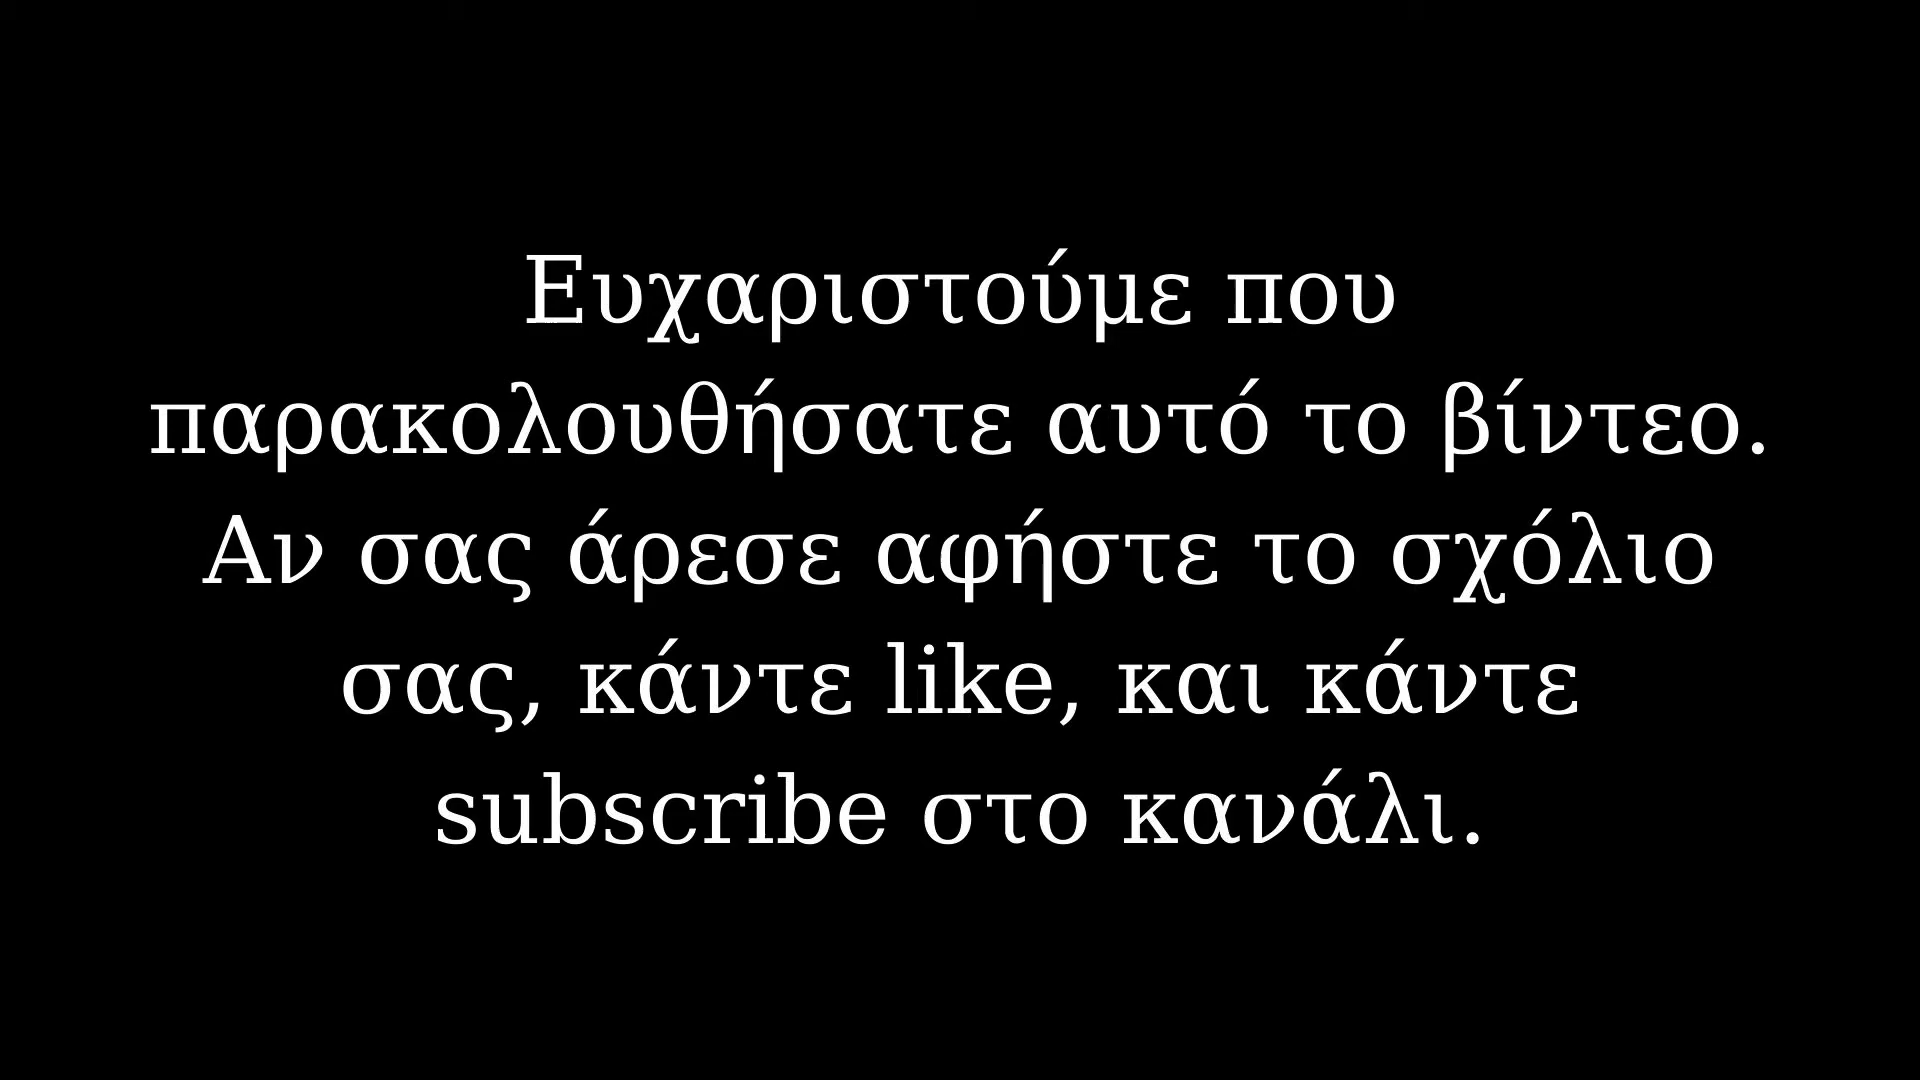 Ευχαριστούμε που
παρακολουθήσατε αυτό το βίντεο.
Αν σας άρεσε αφήστε το σχόλιο
σας, κάντε like, και κάντε
subscribe στο κανάλι.